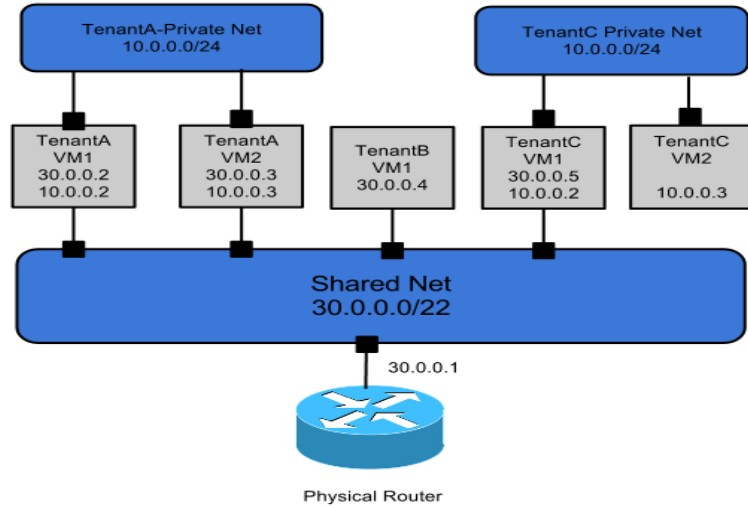 TenantA-Private Net
10.0.0.0/24
TenantC Private Net
10.0.0.0/24
TenantA
VM1
30.0.0.2
10.0.0.2
TenantA
VM2
30.0.0.3
10.0.0.3
TenantB
VM1
30.0.0.4
TenantC
VM1
30.0.0.5
10.0.0.2
TenantC
VM2
10.0.0.3
Shared Net
30.0.0.0/22
30.0.0.1
Physical Router